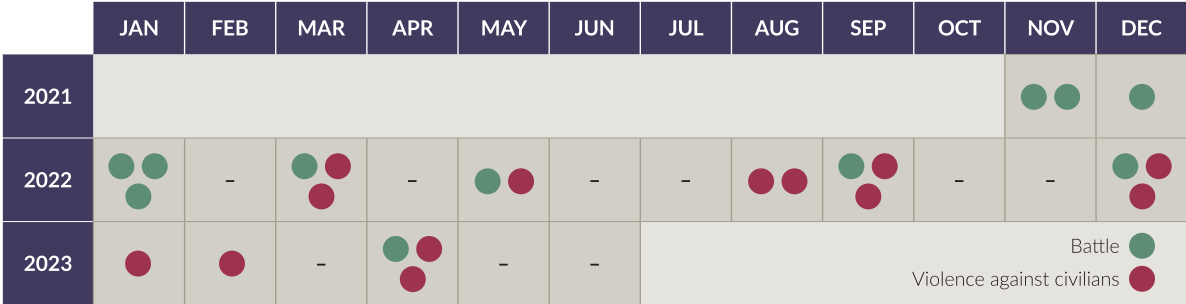 JAN FEB MAR APR MAY JUN JUL AUG SEP OCT NOV DEC
2021
2022 – – – – – –
2023 – – –
Battle
Violence against civilians